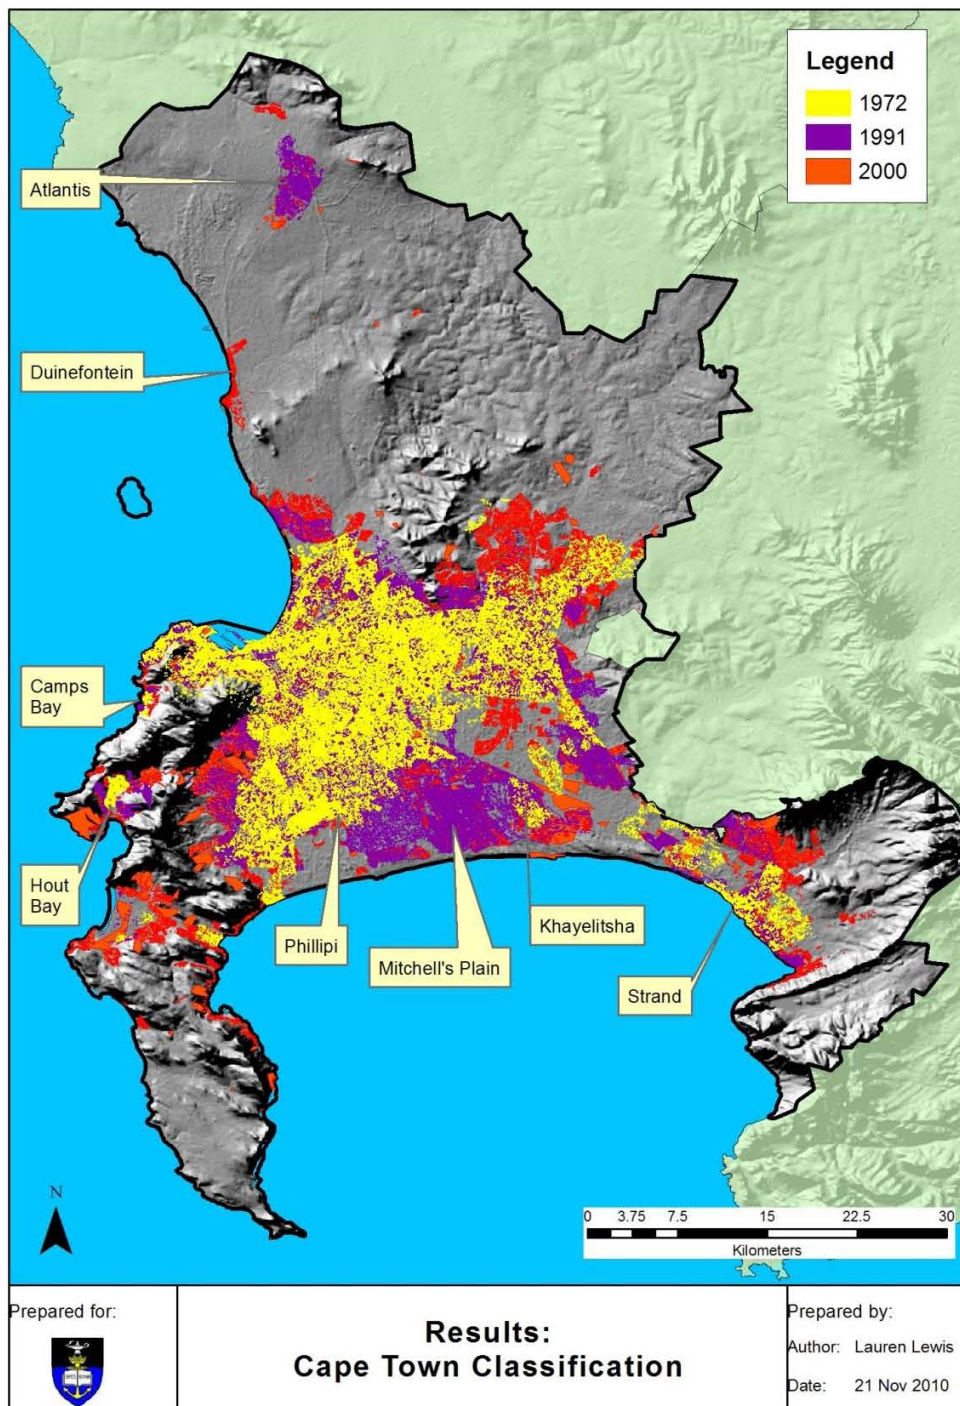 Legend
1972
1991
2000
Atlantis
Duinefontein
Camps
Bay
Hout
Bay
Phillipi
Mitchell's Plain
Khayelitsha
Strand
N
0 3.75 7.5 15 22.5 30
Kilometers
Prepared for:
Results:
Cape Town Classification
Prepared by:
Author: Lauren Lewis
Date: 21 Nov 2010